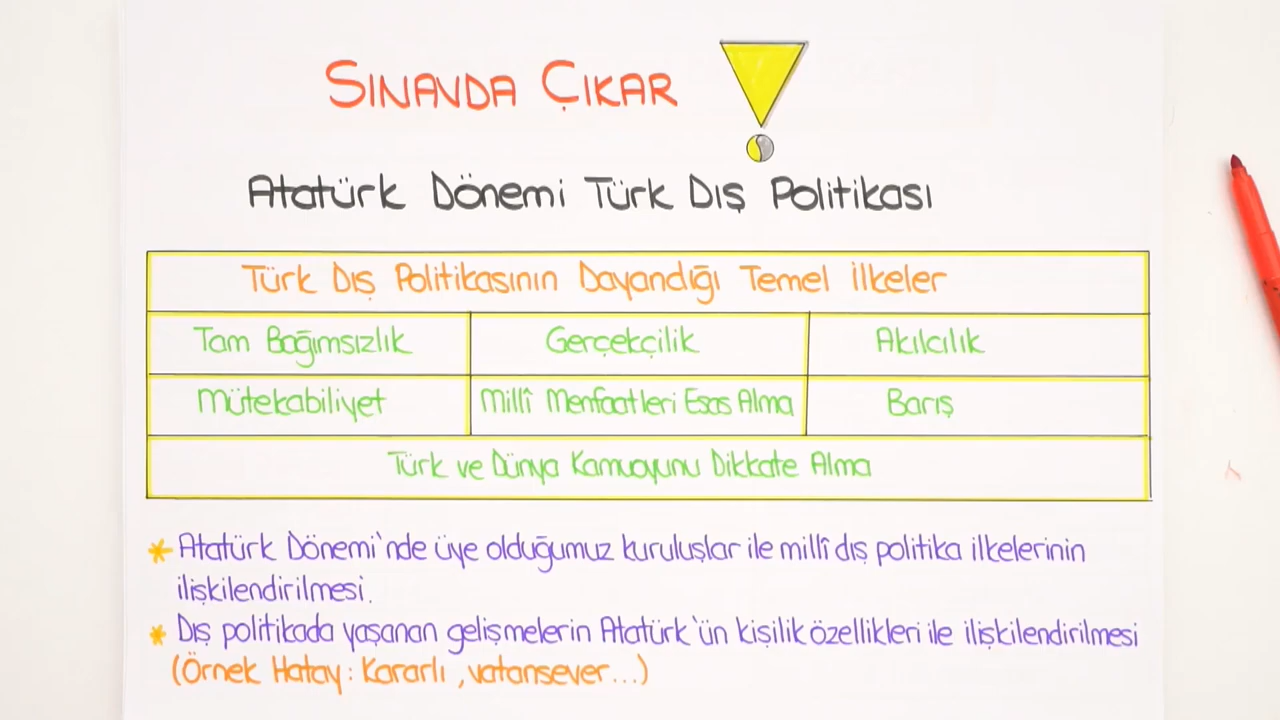 SINAVDA ÇIKAR
Atatürk Dönemi Türk Dış Politikası
Türk Dış Politikasının Dayandığı Temel İlkeler
Tam Bağımsızlık Gerçekçilik Akılcılık
Mütekabiliyet Millî Menfaatleri Esas Alma Barış
Türk ve Dünya Kamuoyunu Dikkate Alma
* Atatürk Dönemi'nde üye olduğumuz kuruluşlar ile millî dış politika ilkelerinin
ilişkilendirilmesi.
* Dış politikada yaşanan gelişmelerin Atatürk'ün kişilik özellikleri ile ilişkilendirilmesi
(Örnek Hatay: Kararlı, vatansever...)